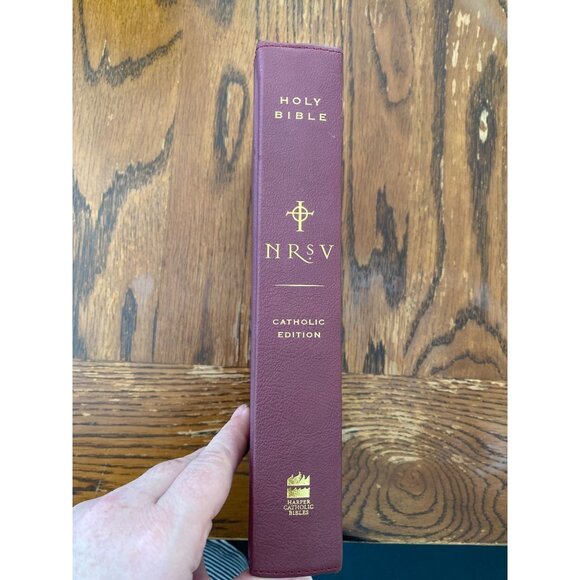 HOLY
BIBLE
NRSV
CATHOLIC
EDITION
HARPER
CATHOLIC
BIBLES